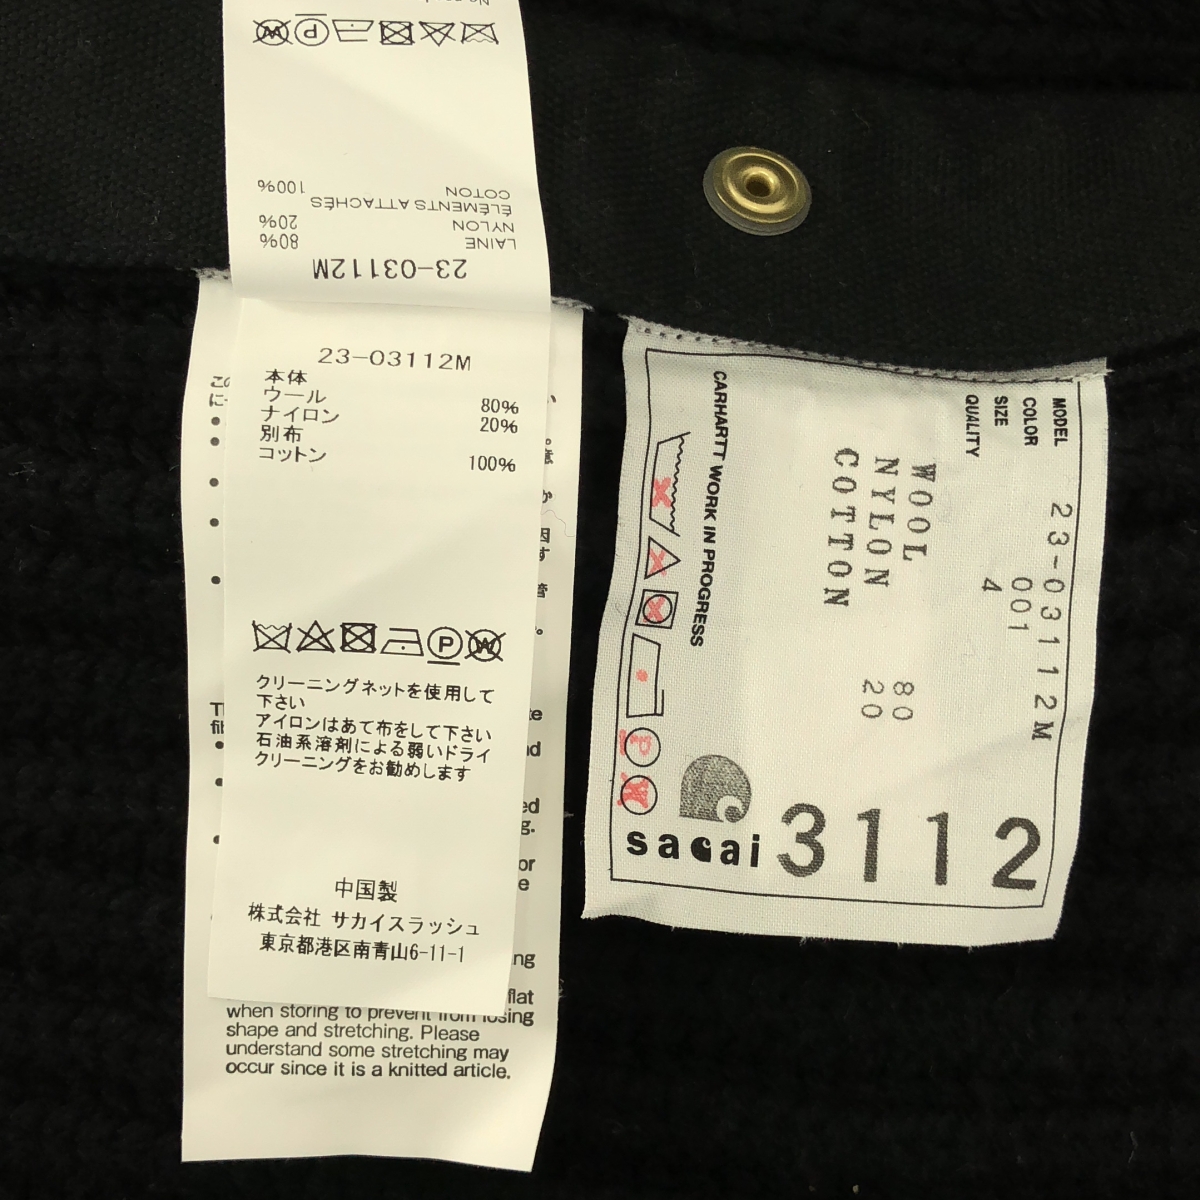 No
COTON 100%
ÉLÉMENTS ATTACHÉS
NYLON 20%
LAINE 80%
23-03112M
23-03112M
本体
ウール 80%
ナイロン 20%
別布
コットン 100%
P W
クリーニングネットを使用して
下さい
アイロンはあて布をして下さい
石油系溶剤による弱いドライ
クリーニングをお勧めします
中国製
株式会社 サカイスラッシュ
東京都港区南青山6-11-1
flat
when storing to prevent from losing
shape and stretching. Please
understand some stretching may
occur since it is a knitted article.
MODEL 23-03112M
COLOR 001
SIZE 4
QUALITY
WOOL 80
NYLON 20
COTTON
CARHARTT WORK IN PROGRESS
P
W
sacai 3112